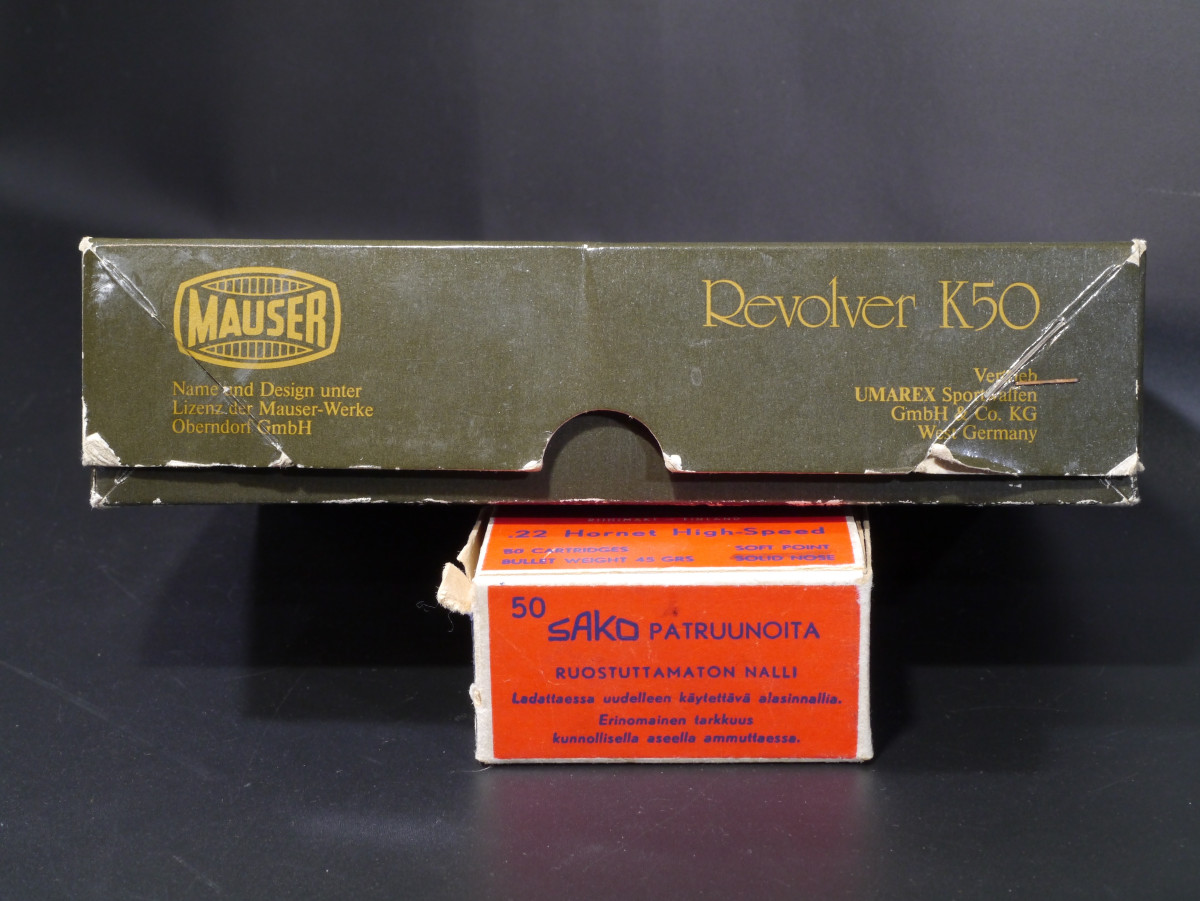 MAUSER
Name und Design unter
Lizenz der Mauser-Werke
Oberndorf GmbH
Revolver K50
Vertrieb
UMAREX Sportwaffen
GmbH & Co. KG
West Germany
.22 Hornet High-Speed
50 CARTRIDGES
BULLET WEIGHT 45 GRS
SOFT POINT
SOLID NOSE
50
SAKO PATRUUNOITA
RUOSTUTTAMATON NALLI
Ladattaessa uudelleen käytettävä alasinnallia.
Erinomainen tarkkuus
kunnollisella aseella ammuttaessa.